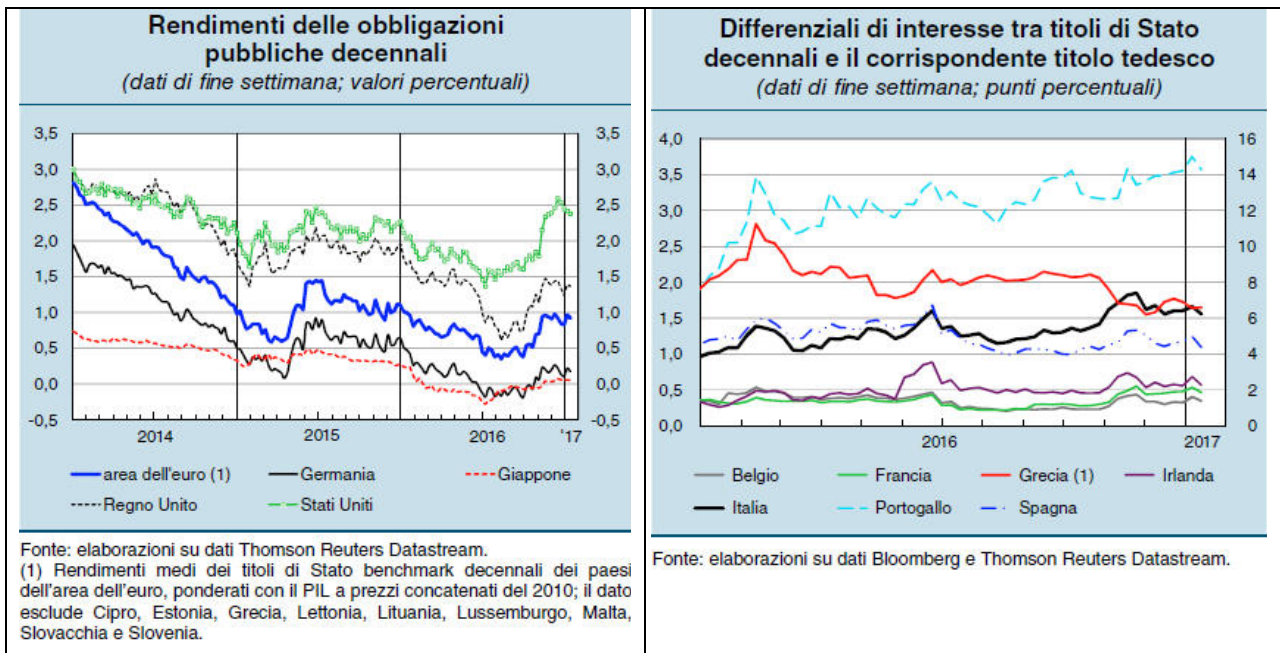 Rendimenti delle obbligazioni
pubbliche decennali
(dati di fine settimana; valori percentuali)
3,5
3,0
2,5
2,0
1,5
1,0
0,5
0,0
-0,5
3,5
3,0
2,5
2,0
1,5
1,0
0,5
0,0
-0,5
2014
2015
2016
'17
area dell'euro (1)
Germania
Giappone
Regno Unito
Stati Uniti
Fonte: elaborazioni su dati Thomson Reuters Datastream.
(1) Rendimenti medi dei titoli di Stato benchmark decennali dei paesi
dell'area dell'euro, ponderati con il PIL a prezzi concatenati del 2010; il dato
esclude Cipro, Estonia, Grecia, Lettonia, Lituania, Lussemburgo, Malta,
Slovacchia e Slovenia.
Differenziali di interesse tra titoli di Stato
decennali e il corrispondente titolo tedesco
(dati di fine settimana; punti percentuali)
4,0
3,5
3,0
2,5
2,0
1,5
1,0
0,5
0,0
16
14
12
10
8
6
4
2
0
2016
2017
Belgio
Francia
Grecia (1)
Irlanda
Italia
Portogallo
Spagna
Fonte: elaborazioni su dati Bloomberg e Thomson Reuters Datastream.